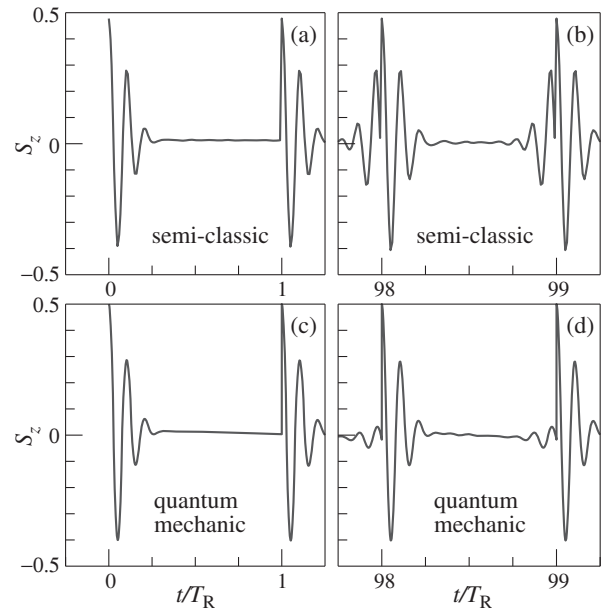 0.5
(a)
(b)
S_z
0
semi-classic
semi-classic
−0.5
0
1
98
99
0.5
(c)
(d)
S_z
0
quantum
mechanic
quantum
mechanic
−0.5
0
1
98
99
t/T_R
t/T_R